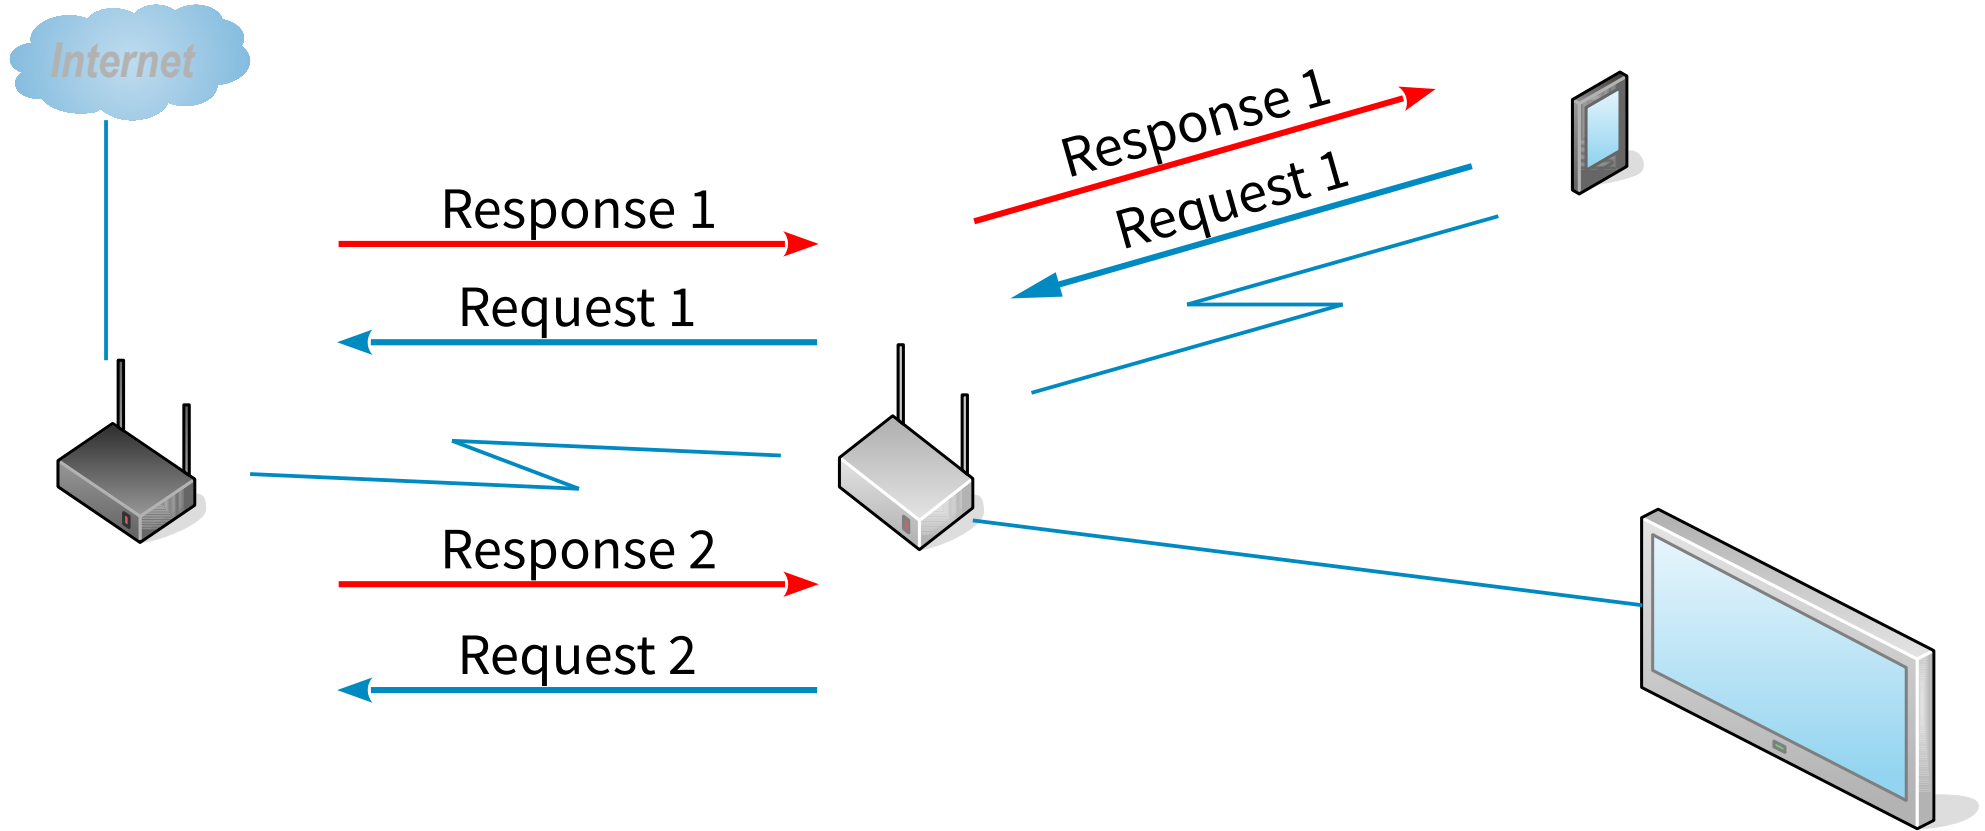 Internet
Response 1
Request 1
Response 1
Request 1
Response 2
Request 2